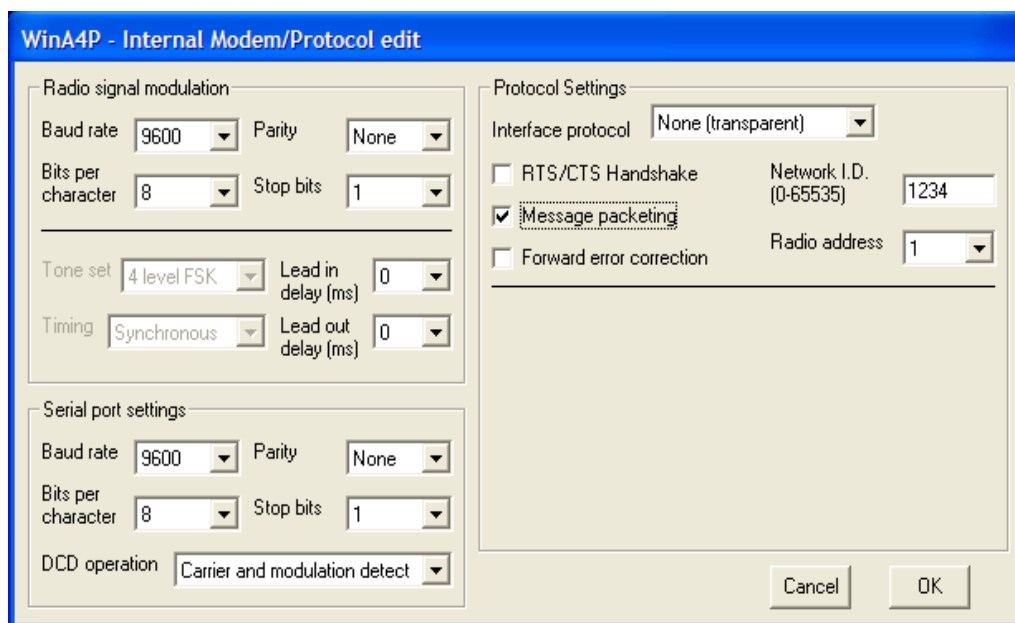 WinA4P - Internal Modem/Protocol edit
Radio signal modulation
Baud rate 9600 Parity None
Bits per
character 8 Stop bits 1
Tone set 4 level FSK Lead in
delay (ms) 0
Timing Synchronous Lead out
delay (ms) 0
Serial port settings
Baud rate 9600 Parity None
Bits per
character 8 Stop bits 1
DCD operation Carrier and modulation detect
Protocol Settings
Interface protocol None (transparent)
RTS/CTS Handshake
Message packeting
Forward error correction
Network I.D.
(0-65535) 1234
Radio address 1
Cancel OK